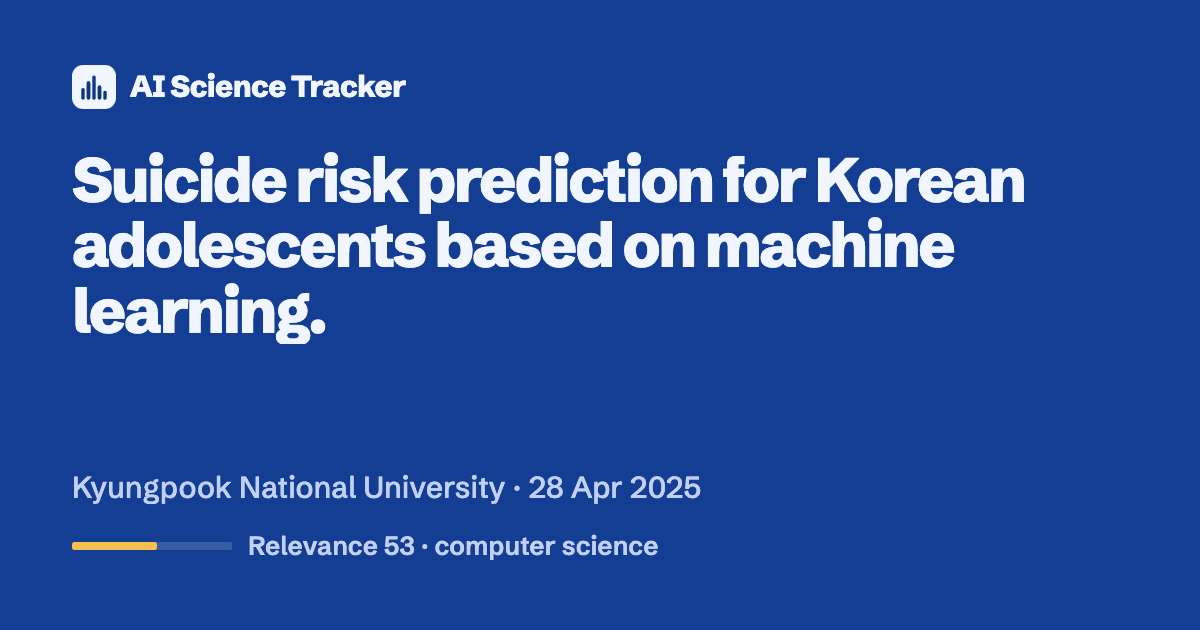 AI Science Tracker
Suicide risk prediction for Korean
adolescents based on machine
learning.
Kyungpook National University · 28 Apr 2025
Relevance 53 · computer science